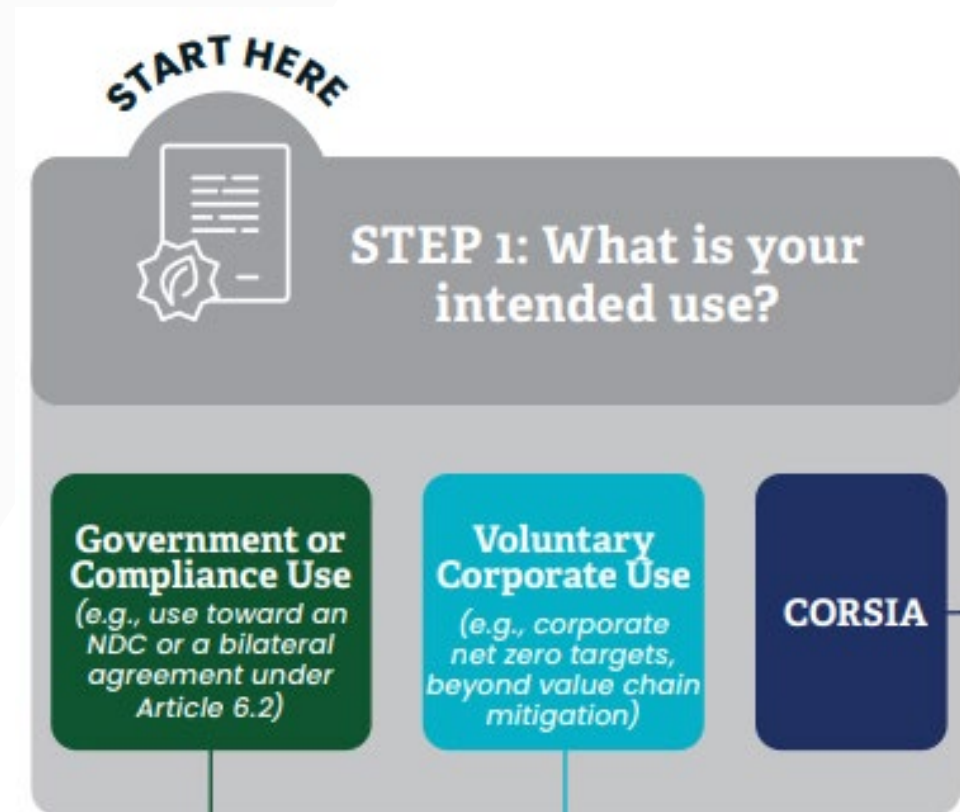 START HERE
STEP 1: What is your
intended use?
Government or
Compliance Use
(e.g., use toward an
NDC or a bilateral
agreement under
Article 6.2)
Voluntary
Corporate Use
(e.g., corporate
net zero targets,
beyond value chain
mitigation)
CORSIA